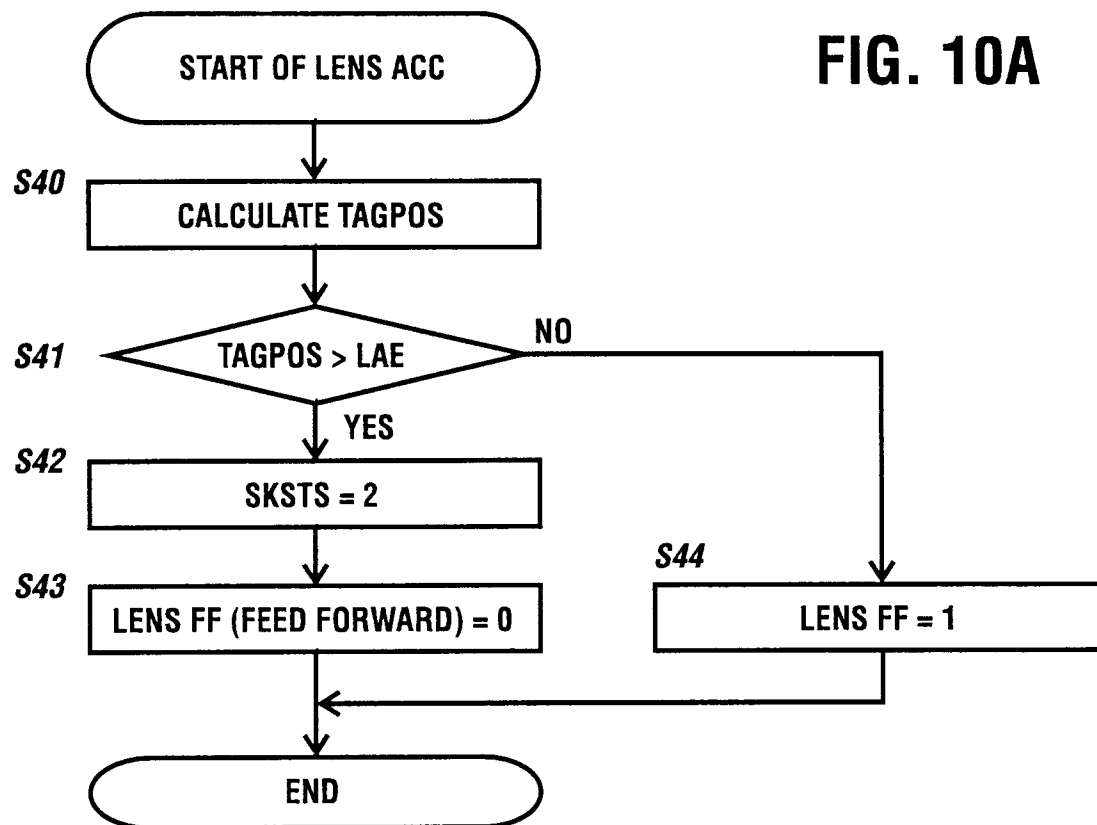 FIG. 10A
START OF LENS ACC
S40
CALCULATE TAGPOS
S41
TAGPOS > LAE
NO
YES
S42
SKSTS = 2
S43
LENS FF (FEED FORWARD) = 0
S44
LENS FF = 1
END